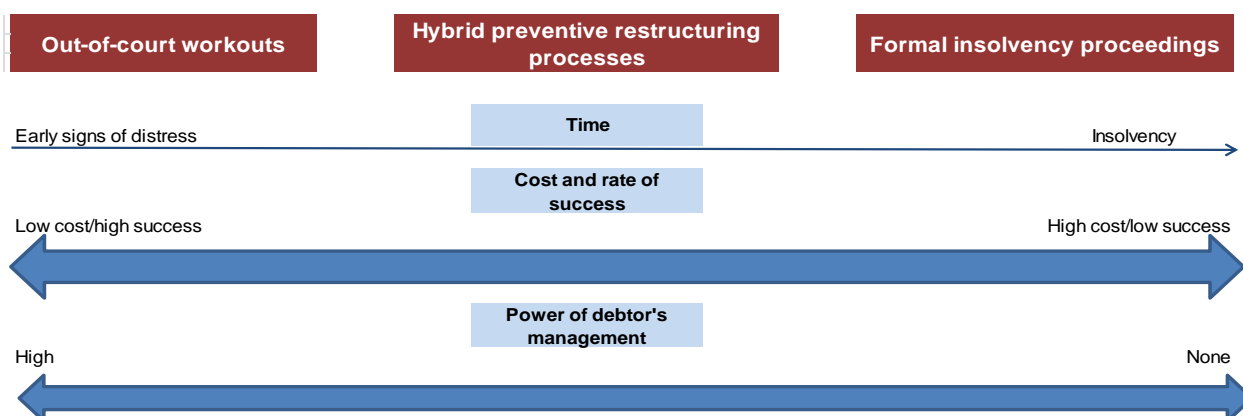 Out-of-court workouts
Hybrid preventive restructuring
processes
Formal insolvency proceedings
Time
Early signs of distress
Insolvency
Cost and rate of
success
Low cost/high success
High cost/low success
Power of debtor's
management
High
None